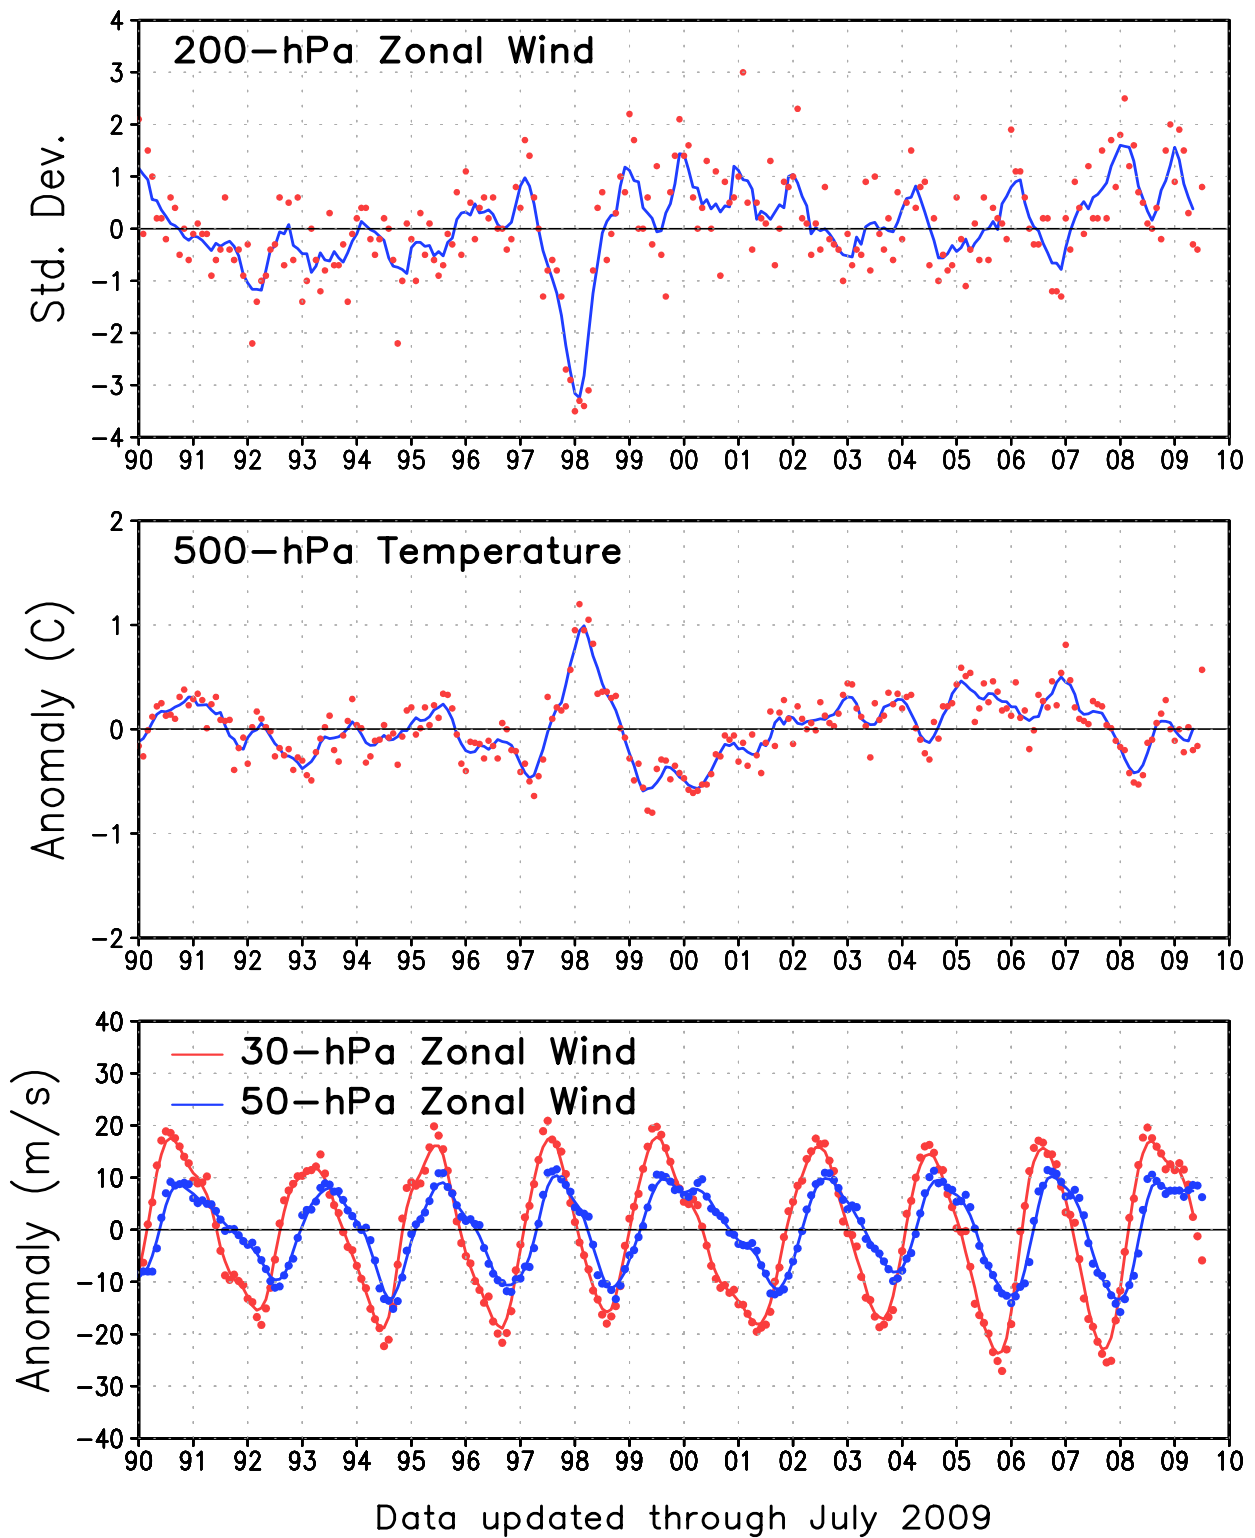 4
200-hPa Zonal Wind
3
2
1
0
-1
-2
-3
-4
Std. Dev.
90 91 92 93 94 95 96 97 98 99 00 01 02 03 04 05 06 07 08 09 10
2
500-hPa Temperature
1
0
-1
-2
Anomaly (C)
90 91 92 93 94 95 96 97 98 99 00 01 02 03 04 05 06 07 08 09 10
40
30-hPa Zonal Wind
30
50-hPa Zonal Wind
20
10
0
-10
-20
-30
-40
Anomaly (m/s)
90 91 92 93 94 95 96 97 98 99 00 01 02 03 04 05 06 07 08 09 10
Data updated through July 2009